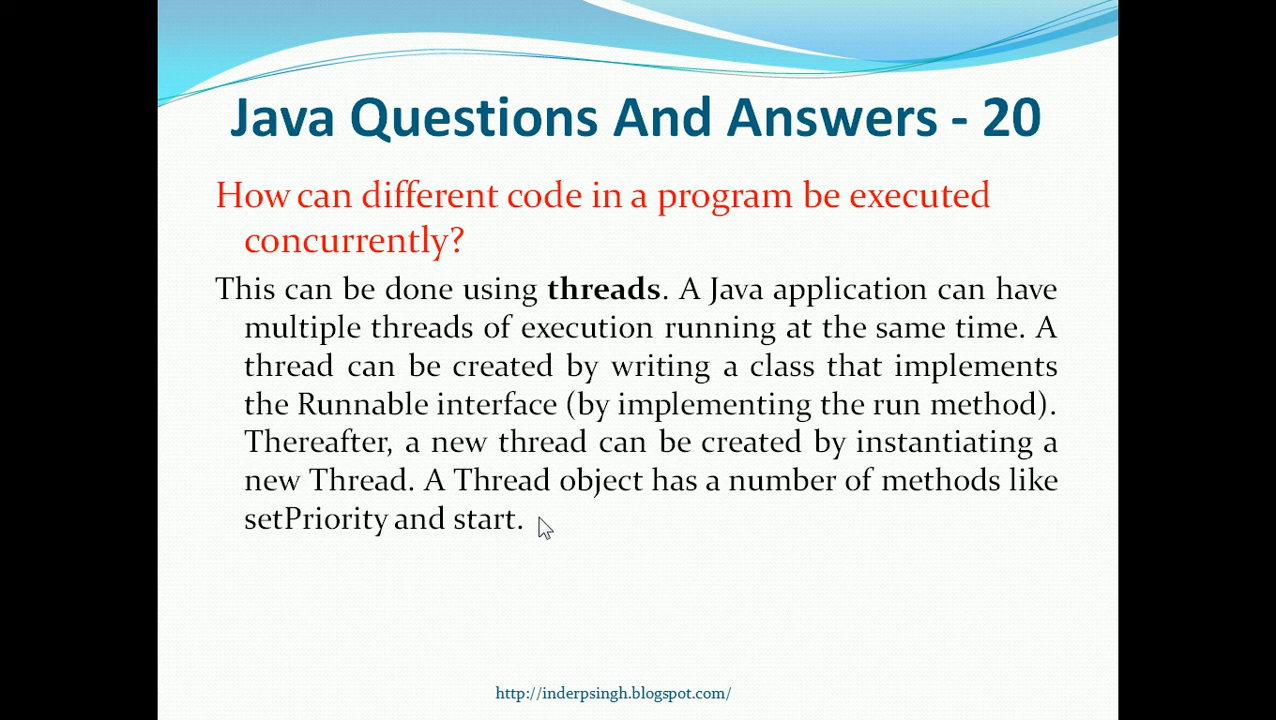 Java Questions And Answers - 20
How can different code in a program be executed
concurrently?
This can be done using threads. A Java application can have
multiple threads of execution running at the same time. A
thread can be created by writing a class that implements
the Runnable interface (by implementing the run method).
Thereafter, a new thread can be created by instantiating a
new Thread. A Thread object has a number of methods like
setPriority and start.
http://inderpsingh.blogspot.com/